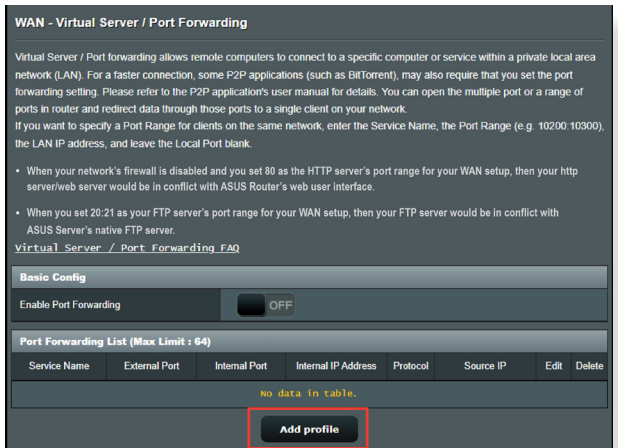 WAN - Virtual Server / Port Forwarding
Virtual Server / Port forwarding allows remote computers to connect to a specific computer or service within a private local area
network (LAN). For a faster connection, some P2P applications (such as BitTorrent), may also require that you set the port
forwarding setting. Please refer to the P2P application's user manual for details. You can open the multiple port or a range of
ports in router and redirect data through those ports to a single client on your network.
If you want to specify a Port Range for clients on the same network, enter the Service Name, the Port Range (e.g. 10200:10300),
the LAN IP address, and leave the Local Port blank.
• When your network's firewall is disabled and you set 80 as the HTTP server's port range for your WAN setup, then your http
server/web server would be in conflict with ASUS Router's web user interface.
• When you set 20:21 as your FTP server's port range for your WAN setup, then your FTP server would be in conflict with
ASUS Server's native FTP server.
Virtual Server / Port Forwarding FAQ
Basic Config
Enable Port Forwarding OFF
Port Forwarding List (Max Limit : 64)
Service Name External Port Internal Port Internal IP Address Protocol Source IP Edit Delete
No data in table.
Add profile